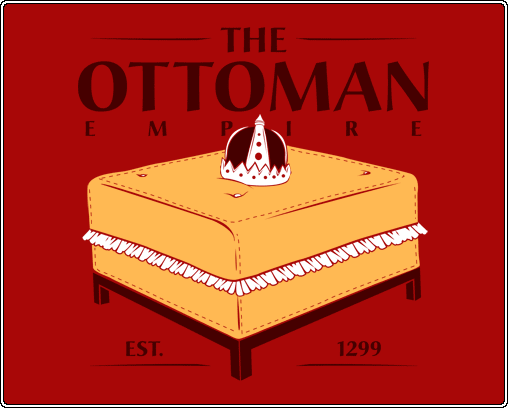 THE
OTTOMAN
EMPIRE
EST. 1299